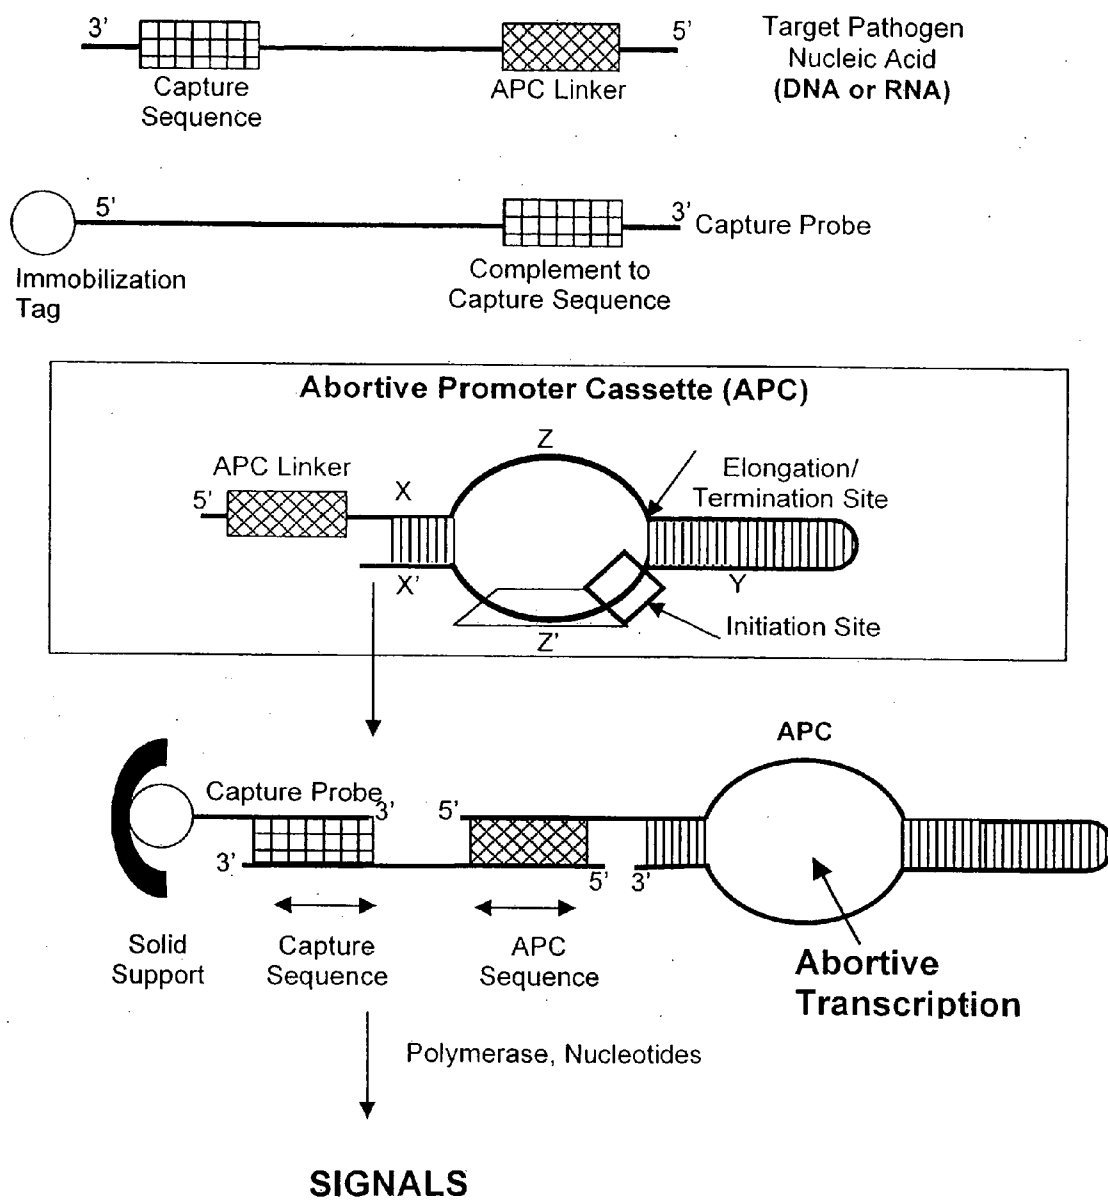 3’
5’
Target Pathogen
Nucleic Acid
(DNA or RNA)
Capture
Sequence
APC Linker
5’
3’
Capture Probe
Immobilization
Tag
Complement to
Capture Sequence
Abortive Promoter Cassette (APC)
Z
APC Linker
5’
X
Elongation/
Termination Site
X’
Y
Initiation Site
Z’
APC
Capture Probe
3’
5’
3’
5’
3’
Solid
Support
Capture
Sequence
APC
Sequence
Abortive
Transcription
Polymerase, Nucleotides
SIGNALS